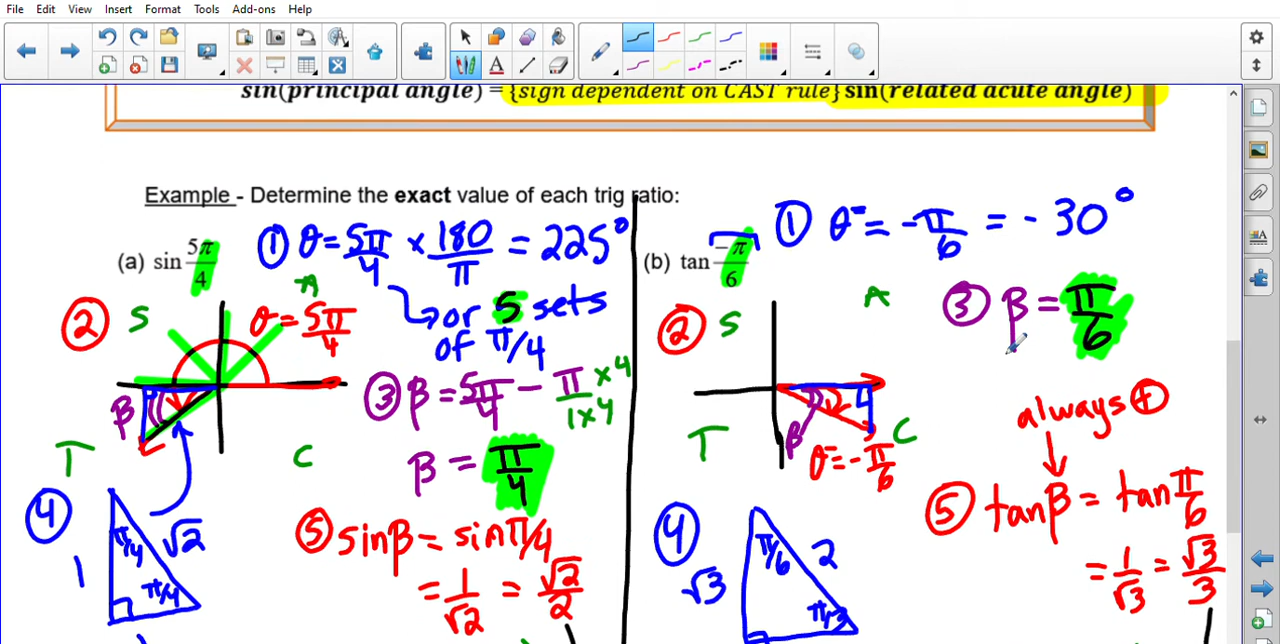 File Edit View Insert Format Tools Add-ons Help
sin(principal angle) = {sign dependent on CAST rule} sin(related acute angle)
Example - Determine the exact value of each trig ratio:
(a) sin 5π/4
① θ = 5π/4 × 180/π = 225°
or 5 sets
of π/4
②
S
A
T
C
θ = 5π/4
β
③ β = 5π/4 - π ×4/1×4
β = π/4
④
1
√2
π/4
π/4
⑤ sinβ = sin π/4
= 1/√2 = √2/2
(b) tan -π/6
① θ = -π/6 = -30°
②
S
A
T
C
β
θ = -π/6
③ β = π/6
always +
④
√3
2
π/6
π/3
⑤ tanβ = tan π/6
= 1/√3 = √3/3